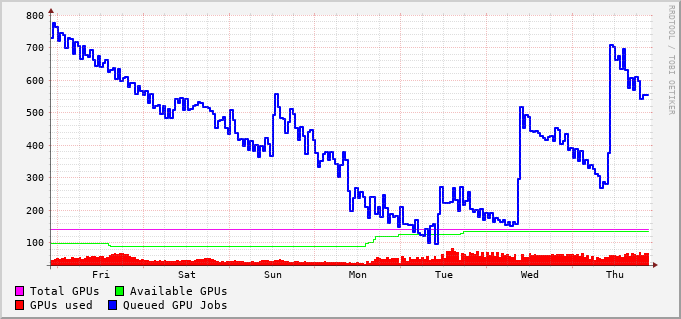 800
700
600
500
400
300
200
100
Fri Sat Sun Mon Tue Wed Thu
Total GPUs Available GPUs
GPUs used Queued GPU Jobs
RRDTOOL / TOBI OETIKER